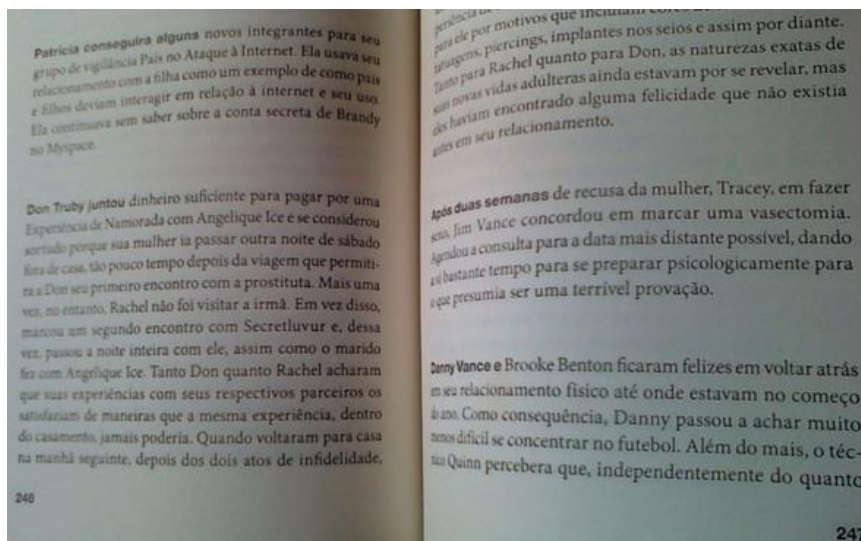 Patricia conseguira alguns novos integrantes para seu
grupo de vigilância Pais no Ataque à Internet. Ela usava seu
relacionamento com a filha como um exemplo de como pais
e filhos deviam interagir em relação à internet e seu uso.
Ela continuava sem saber sobre a conta secreta de Brandy
no Myspace.
Don Truby juntou dinheiro suficiente para pagar por uma
Experiência de Namorada com Angelique Ice e se considerou
sortudo porque sua mulher ia passar outra noite de sábado
fora de casa, tão pouco tempo depois da viagem que permiti-
ra a Don seu primeiro encontro com a prostituta. Mais uma
vez, no entanto, Rachel não foi visitar a irmã. Em vez disso,
marcou um segundo encontro com Secretluvur e, dessa
vez, passou a noite inteira com ele, assim como o marido
fez com Angelique Ice. Tanto Don quanto Rachel acharam
que suas experiências com seus respectivos parceiros os
satisfaziam de maneiras que a mesma experiência, dentro
do casamento, jamais poderia. Quando voltaram para casa
na manhã seguinte, depois dos dois atos de infidelidade,
246
para ele por motivos que incluíam
tatuagens, piercings, implantes nos seios e assim por diante.
Tanto para Rachel quanto para Don, as naturezas exatas de
suas novas vidas adúlteras ainda estavam por se revelar, mas
eles haviam encontrado alguma felicidade que não existia
antes em seu relacionamento.
Após duas semanas de recusa da mulher, Tracey, em fazer
sexo, Jim Vance concordou em marcar uma vasectomia.
Agendou a consulta para a data mais distante possível, dando
a si bastante tempo para se preparar psicologicamente para
o que presumia ser uma terrível provação.
Danny Vance e Brooke Benton ficaram felizes em voltar atrás
em seu relacionamento físico até onde estavam no começo
do ano. Como consequência, Danny passou a achar muito
menos difícil se concentrar no futebol. Além do mais, o téc-
nico Quinn percebera que, independentemente do quanto
247